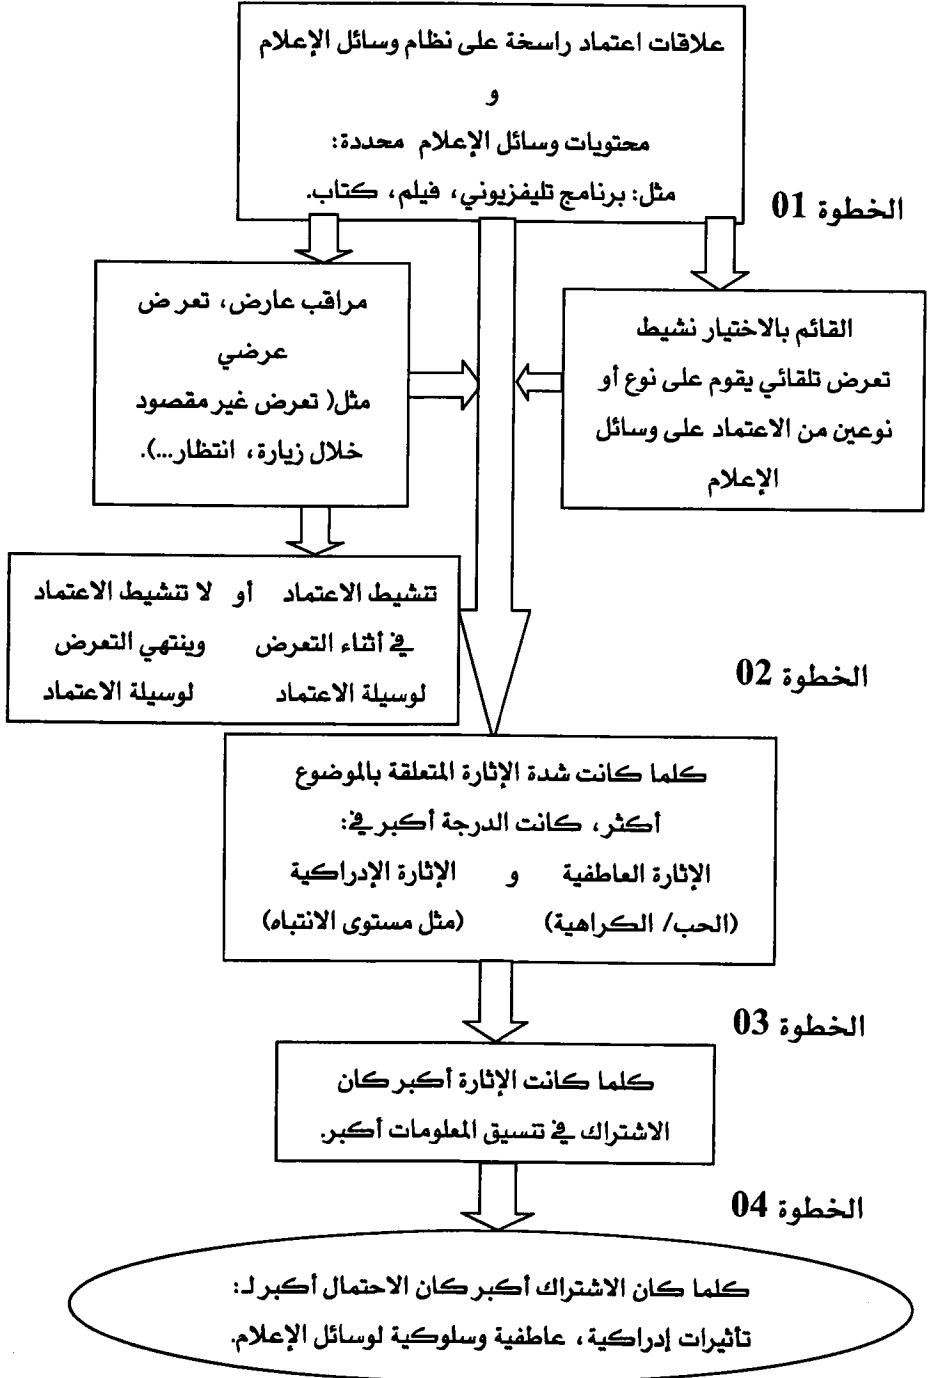 علاقات اعتماد راسخة على نظام وسائل الإعلام
و
محتويات وسائل الإعلام محددة:
مثل: برنامج تليفزيوني، فيلم، كتاب.
الخطوة 01
القائم بالاختيار نشيط
تعرض تلقائي يقوم على نوع أو
نوعين من الاعتماد على وسائل
الإعلام
مراقب عارض، تعرض
عرضي
مثل( تعرض غير مقصود
خلال زيارة، انتظار...).
تنشيط الاعتماد أو لا تنشيط الاعتماد
في أثناء التعرض وينتهي التعرض
لوسيلة الاعتماد لوسيلة الاعتماد
الخطوة 02
كلما كانت شدة الإثارة المتعلقة بالموضوع
أكثر، كانت الدرجة أكبر في:
الإثارة العاطفية و الإثارة الإدراكية
(الحب/ الكراهية) (مثل مستوى الانتباه)
الخطوة 03
كلما كانت الإثارة أكبر كان
الاشتراك في تنسيق المعلومات أكبر.
الخطوة 04
كلما كان الاشتراك أكبر كان الاحتمال أكبر لـ:
تأثيرات إدراكية، عاطفية وسلوكية لوسائل الإعلام.